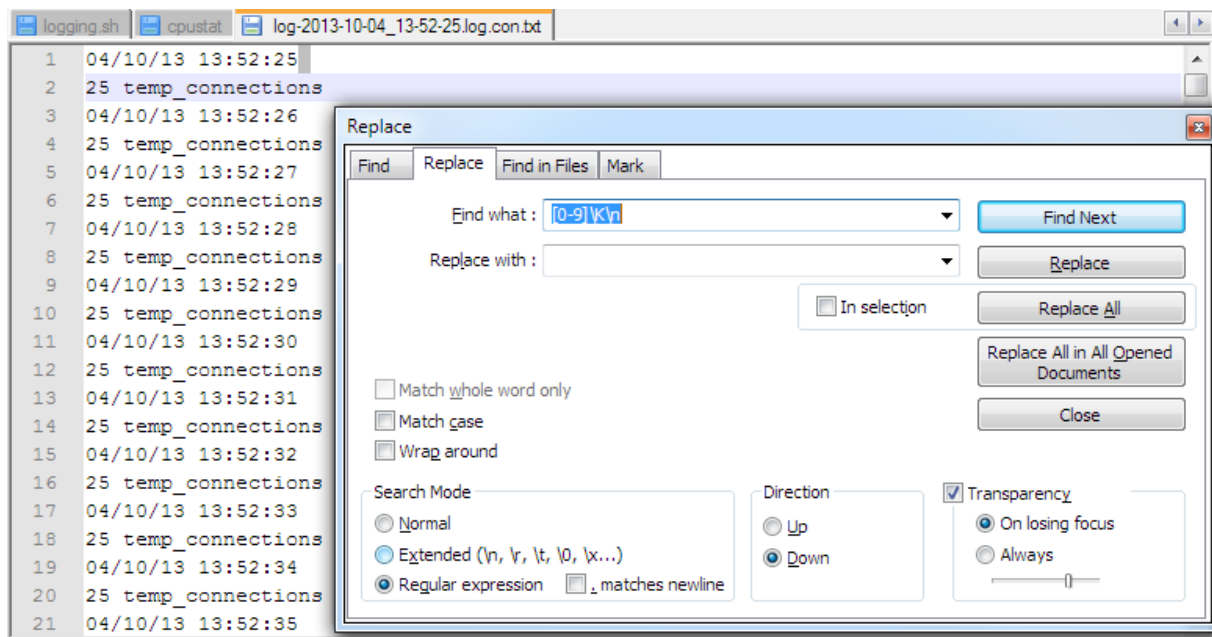 logging.sh cpustat log-2013-10-04_13-52-25.log.con.txt
1 04/10/13 13:52:25
2 25 temp_connections
3 04/10/13 13:52:26
4 25 temp_connections
5 04/10/13 13:52:27
6 25 temp_connections
7 04/10/13 13:52:28
8 25 temp_connections
9 04/10/13 13:52:29
10 25 temp_connections
11 04/10/13 13:52:30
12 25 temp_connections
13 04/10/13 13:52:31
14 25 temp_connections
15 04/10/13 13:52:32
16 25 temp_connections
17 04/10/13 13:52:33
18 25 temp_connections
19 04/10/13 13:52:34
20 25 temp_connections
21 04/10/13 13:52:35
Replace
Find Replace Find in Files Mark
Find what : [0-9]\K\n Find Next
Replace with : Replace
In selection Replace All
Replace All in All Opened
Documents
Match whole word only
Match case Close
Wrap around
Search Mode Direction Transparency
Normal Up On losing focus
Extended (\n, \r, \t, \0, \x...) Down Always
Regular expression . matches newline